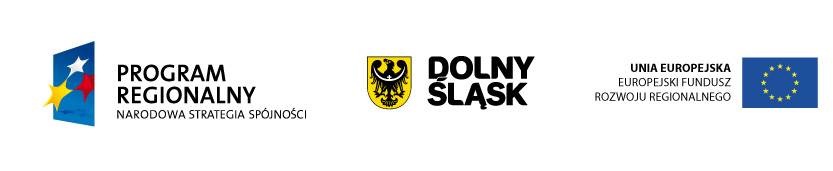 PROGRAM
REGIONALNY
NARODOWA STRATEGIA SPÓJNOŚCI
DOLNY
ŚLĄSK
UNIA EUROPEJSKA
EUROPEJSKI FUNDUSZ
ROZWOJU REGIONALNEGO